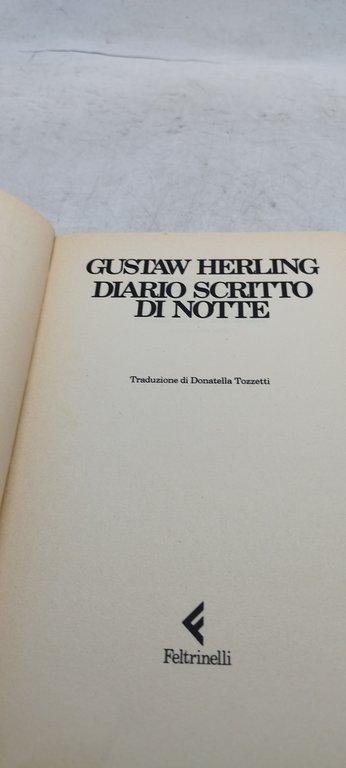 GUSTAW HERLING
DIARIO SCRITTO
DI NOTTE
Traduzione di Donatella Tozzetti
Feltrinelli